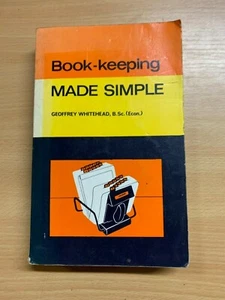 Book-keeping
MADE SIMPLE
GEOFFREY WHITEHEAD, B.Sc.(Econ.)